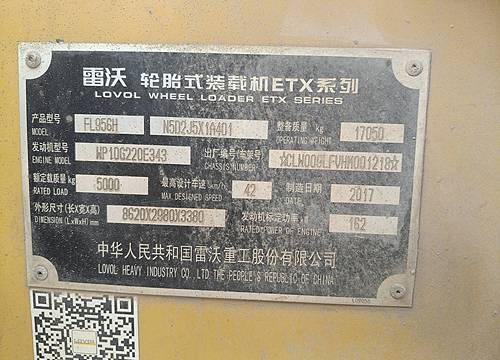 雷沃 轮胎式装载机ETX系列
LOVOL WHEEL LOADER ETX SERIES
产品型号 FL956H N5D2J5X1A401 整备质量 kg 17050
MODEL OPERATING WEIGHT
发动机型号 WP10G220E343 出厂编号(车架号)
ENGINE MODEL CHASSIS NUMBER
额定载质量 kg 5000 最高设计车速 km/h 42 制造日期 2017
RATED LOAD MAX.DESIGNED SPEED DATE
外形尺寸(长X宽X高) 8620X2980X3380 发动机标定功率 162
DIMENSION (LxWxH) mm RATED POWER OF ENGINE
中华人民共和国雷沃重工股份有限公司
LOVOL HEAVY INDUSTRY CO., LTD THE PEOPLE'S REPUBLIC OF CHINA
LOVOL